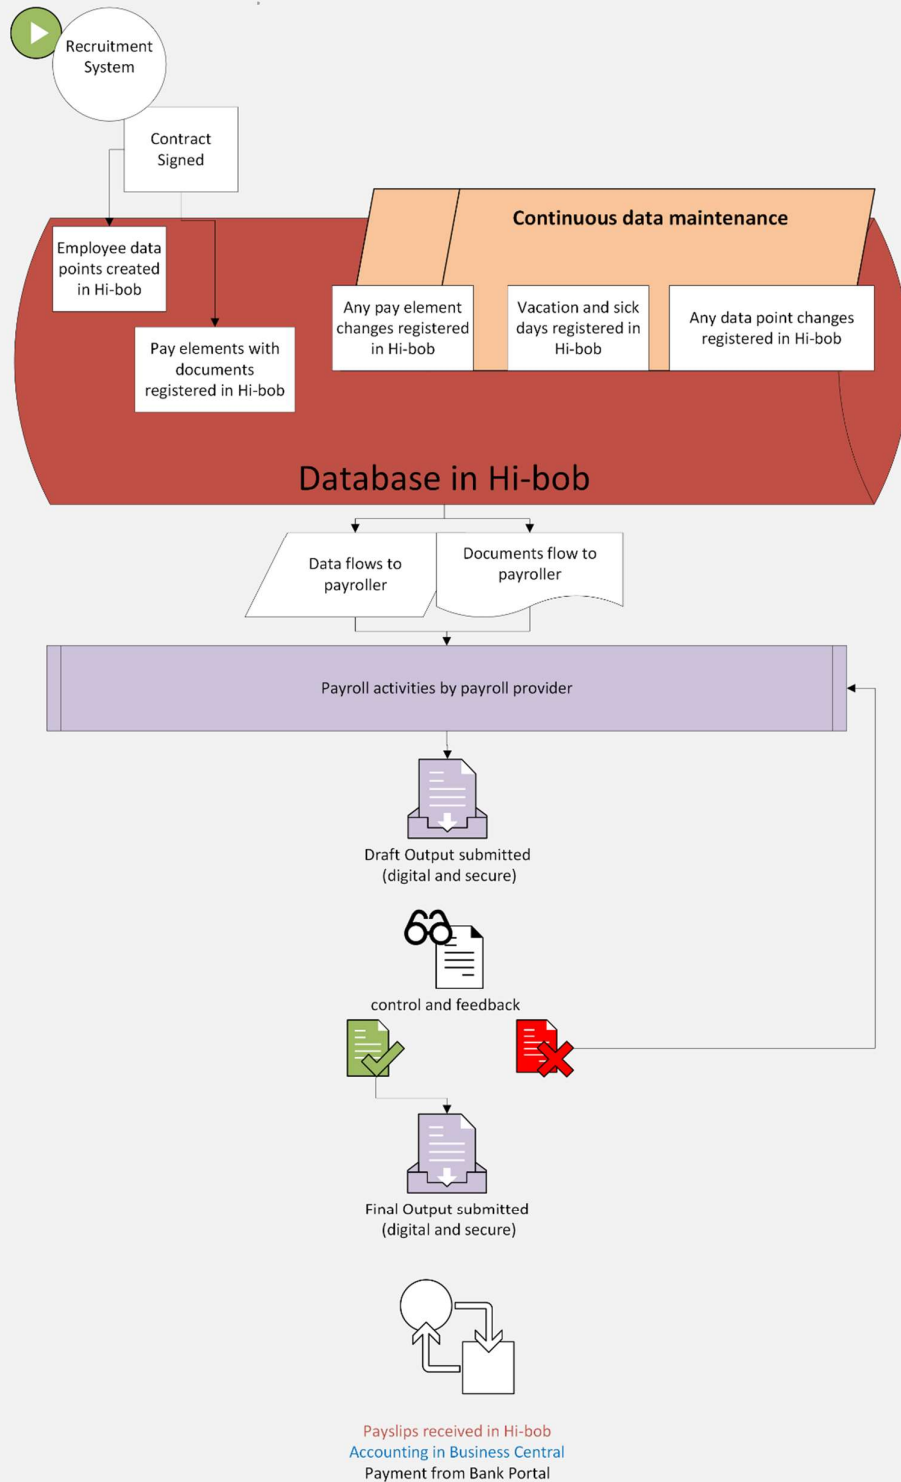 Recruitment
System
Contract
Signed
Continuous data maintenance
Employee data
points created
in Hi-bob
Any pay element
changes registered
in Hi-bob
Vacation and sick
days registered in
Hi-bob
Any data point changes
registered in Hi-bob
Pay elements with
documents
registered in Hi-bob
Database in Hi-bob
Data flows to
payroller
Documents flow to
payroller
Payroll activities by payroll provider
Draft Output submitted
(digital and secure)
control and feedback
Final Output submitted
(digital and secure)
Payslips received in Hi-bob
Accounting in Business Central
Payment from Bank Portal